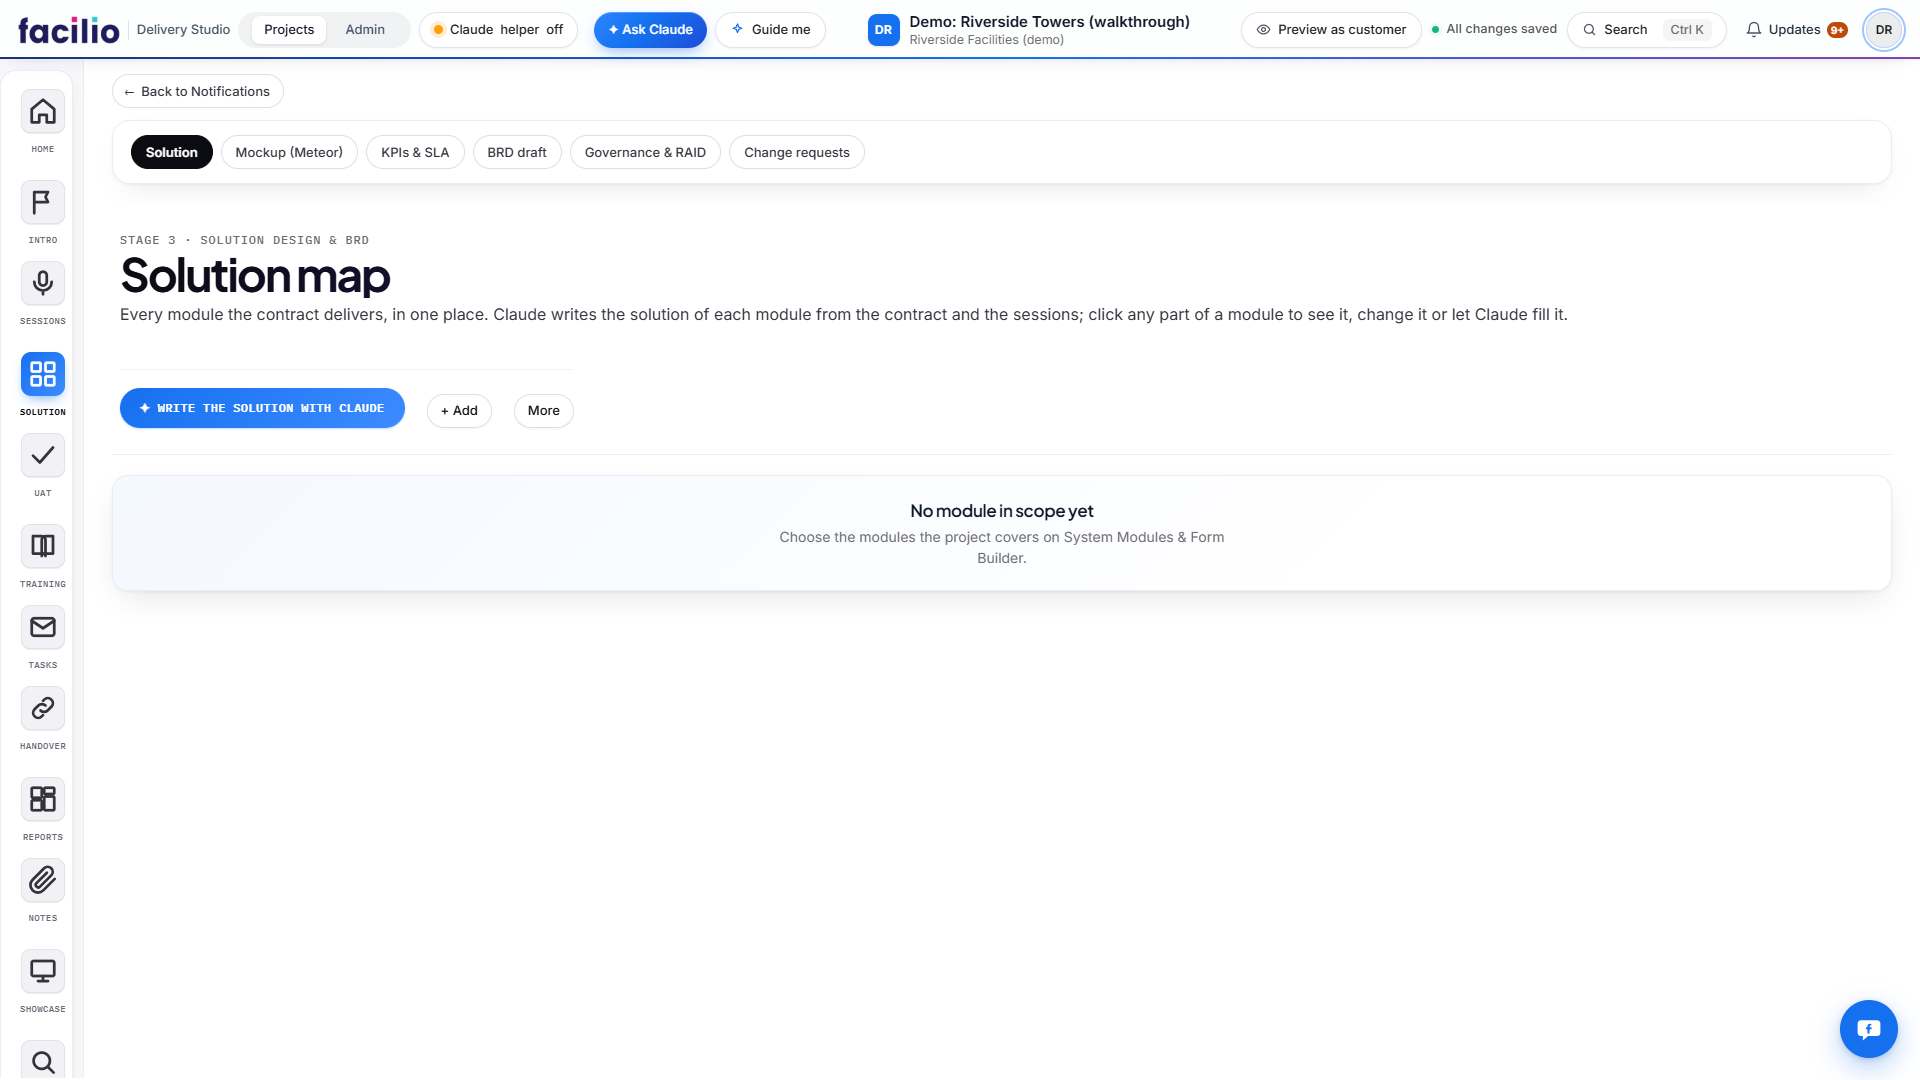 facilio Delivery Studio Projects Admin Claude helper off Ask Claude Guide me DR Demo: Riverside Towers (walkthrough) Preview as customer All changes saved Search Ctrl K Updates 9+ DR
Riverside Facilities (demo)
← Back to Notifications
Solution Mockup (Meteor) KPIs & SLA BRD draft Governance & RAID Change requests
HOME
INTRO
SESSIONS
SOLUTION
UAT
TRAINING
TASKS
HANDOVER
REPORTS
NOTES
SHOWCASE
STAGE 3 · SOLUTION DESIGN & BRD
Solution map
Every module the contract delivers, in one place. Claude writes the solution of each module from the contract and the sessions; click any part of a module to see it, change it or let Claude fill it.
WRITE THE SOLUTION WITH CLAUDE + Add More
No module in scope yet
Choose the modules the project covers on System Modules & Form
Builder.